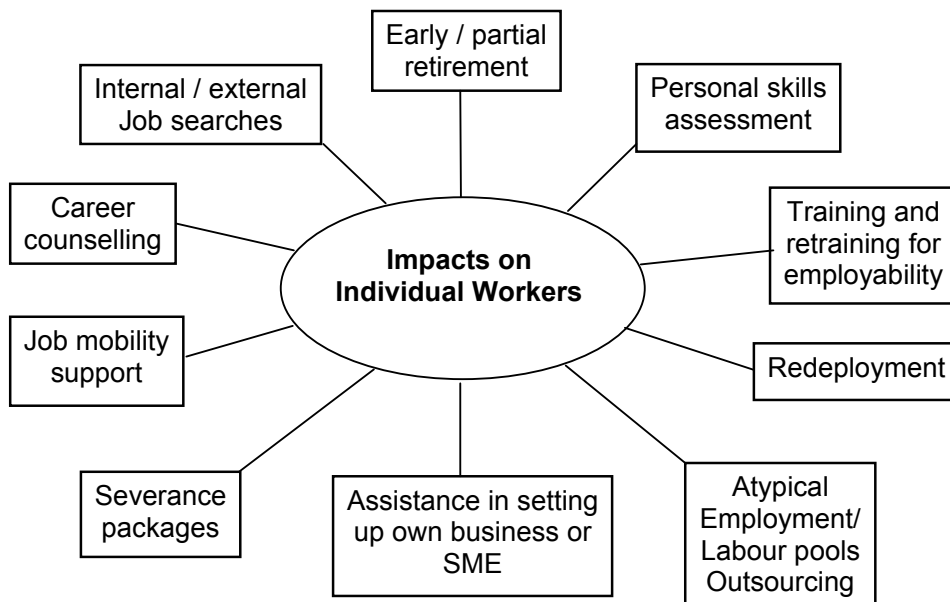 Early / partial
retirement
Internal / external
Job searches
Personal skills
assessment
Career
counselling
Impacts on
Individual Workers
Training and
retraining for
employability
Job mobility
support
Redeployment
Severance
packages
Assistance in setting
up own business or
SME
Atypical
Employment/
Labour pools
Outsourcing